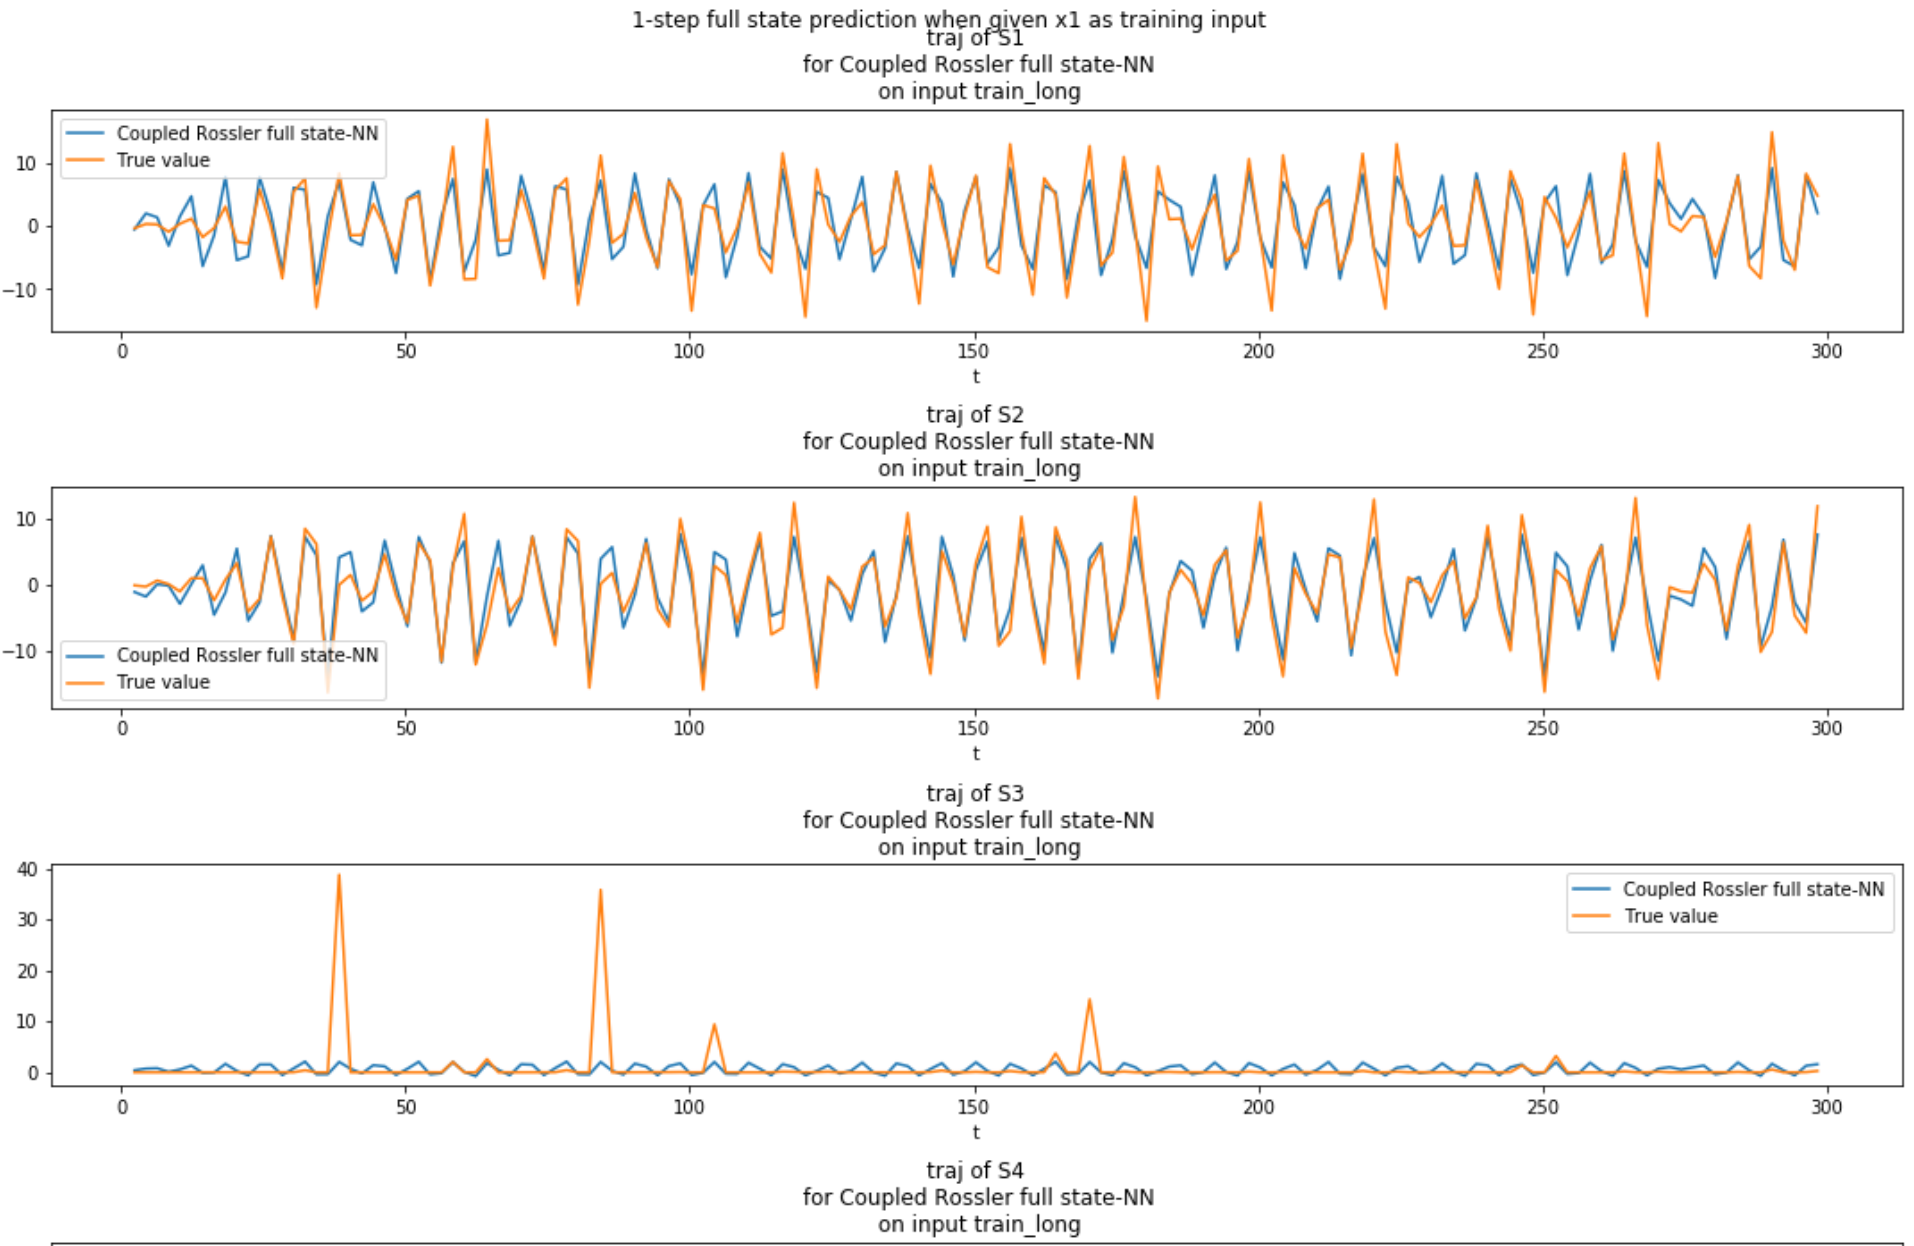 1-step full state prediction when given x1 as training input
traj of S1
for Coupled Rossler full state-NN
on input train_long
Coupled Rossler full state-NN
True value
10
0
−10
0 50 100 150 200 250 300
t
traj of S2
for Coupled Rossler full state-NN
on input train_long
10
0
−10
Coupled Rossler full state-NN
True value
0 50 100 150 200 250 300
t
traj of S3
for Coupled Rossler full state-NN
on input train_long
40
30
20
10
0
Coupled Rossler full state-NN
True value
0 50 100 150 200 250 300
t
traj of S4
for Coupled Rossler full state-NN
on input train_long